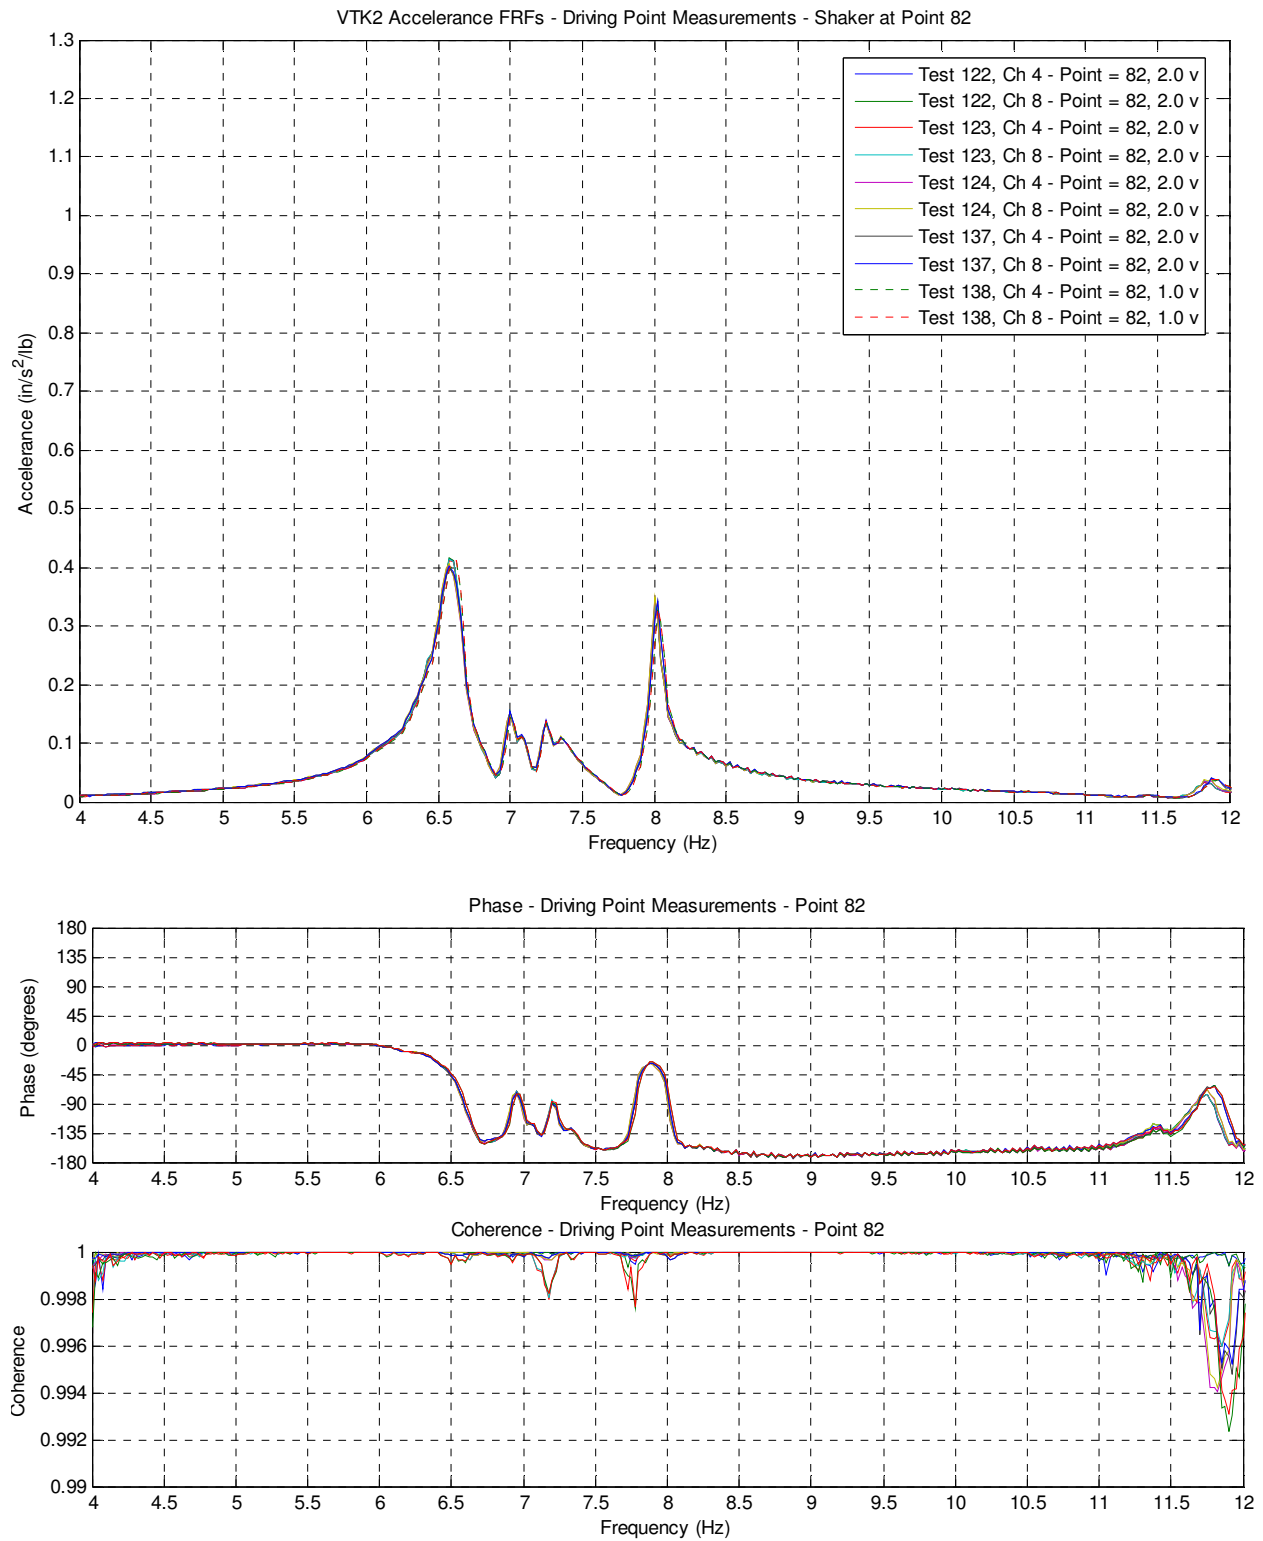 VTK2 Accelerance FRFs - Driving Point Measurements - Shaker at Point 82
1.3
1.2
1.1
1
0.9
0.8
0.7
0.6
0.5
0.4
0.3
0.2
0.1
0
Accelerance (in/s²/lb)
Test 122, Ch 4 - Point = 82, 2.0 v
Test 122, Ch 8 - Point = 82, 2.0 v
Test 123, Ch 4 - Point = 82, 2.0 v
Test 123, Ch 8 - Point = 82, 2.0 v
Test 124, Ch 4 - Point = 82, 2.0 v
Test 124, Ch 8 - Point = 82, 2.0 v
Test 137, Ch 4 - Point = 82, 2.0 v
Test 137, Ch 8 - Point = 82, 2.0 v
Test 138, Ch 4 - Point = 82, 1.0 v
Test 138, Ch 8 - Point = 82, 1.0 v
4 4.5 5 5.5 6 6.5 7 7.5 8 8.5 9 9.5 10 10.5 11 11.5 12
Frequency (Hz)
Phase - Driving Point Measurements - Point 82
180
135
90
45
0
-45
-90
-135
-180
Phase (degrees)
4 4.5 5 5.5 6 6.5 7 7.5 8 8.5 9 9.5 10 10.5 11 11.5 12
Frequency (Hz)
Coherence - Driving Point Measurements - Point 82
1
0.998
0.996
0.994
0.992
0.99
Coherence
4 4.5 5 5.5 6 6.5 7 7.5 8 8.5 9 9.5 10 10.5 11 11.5 12
Frequency (Hz)